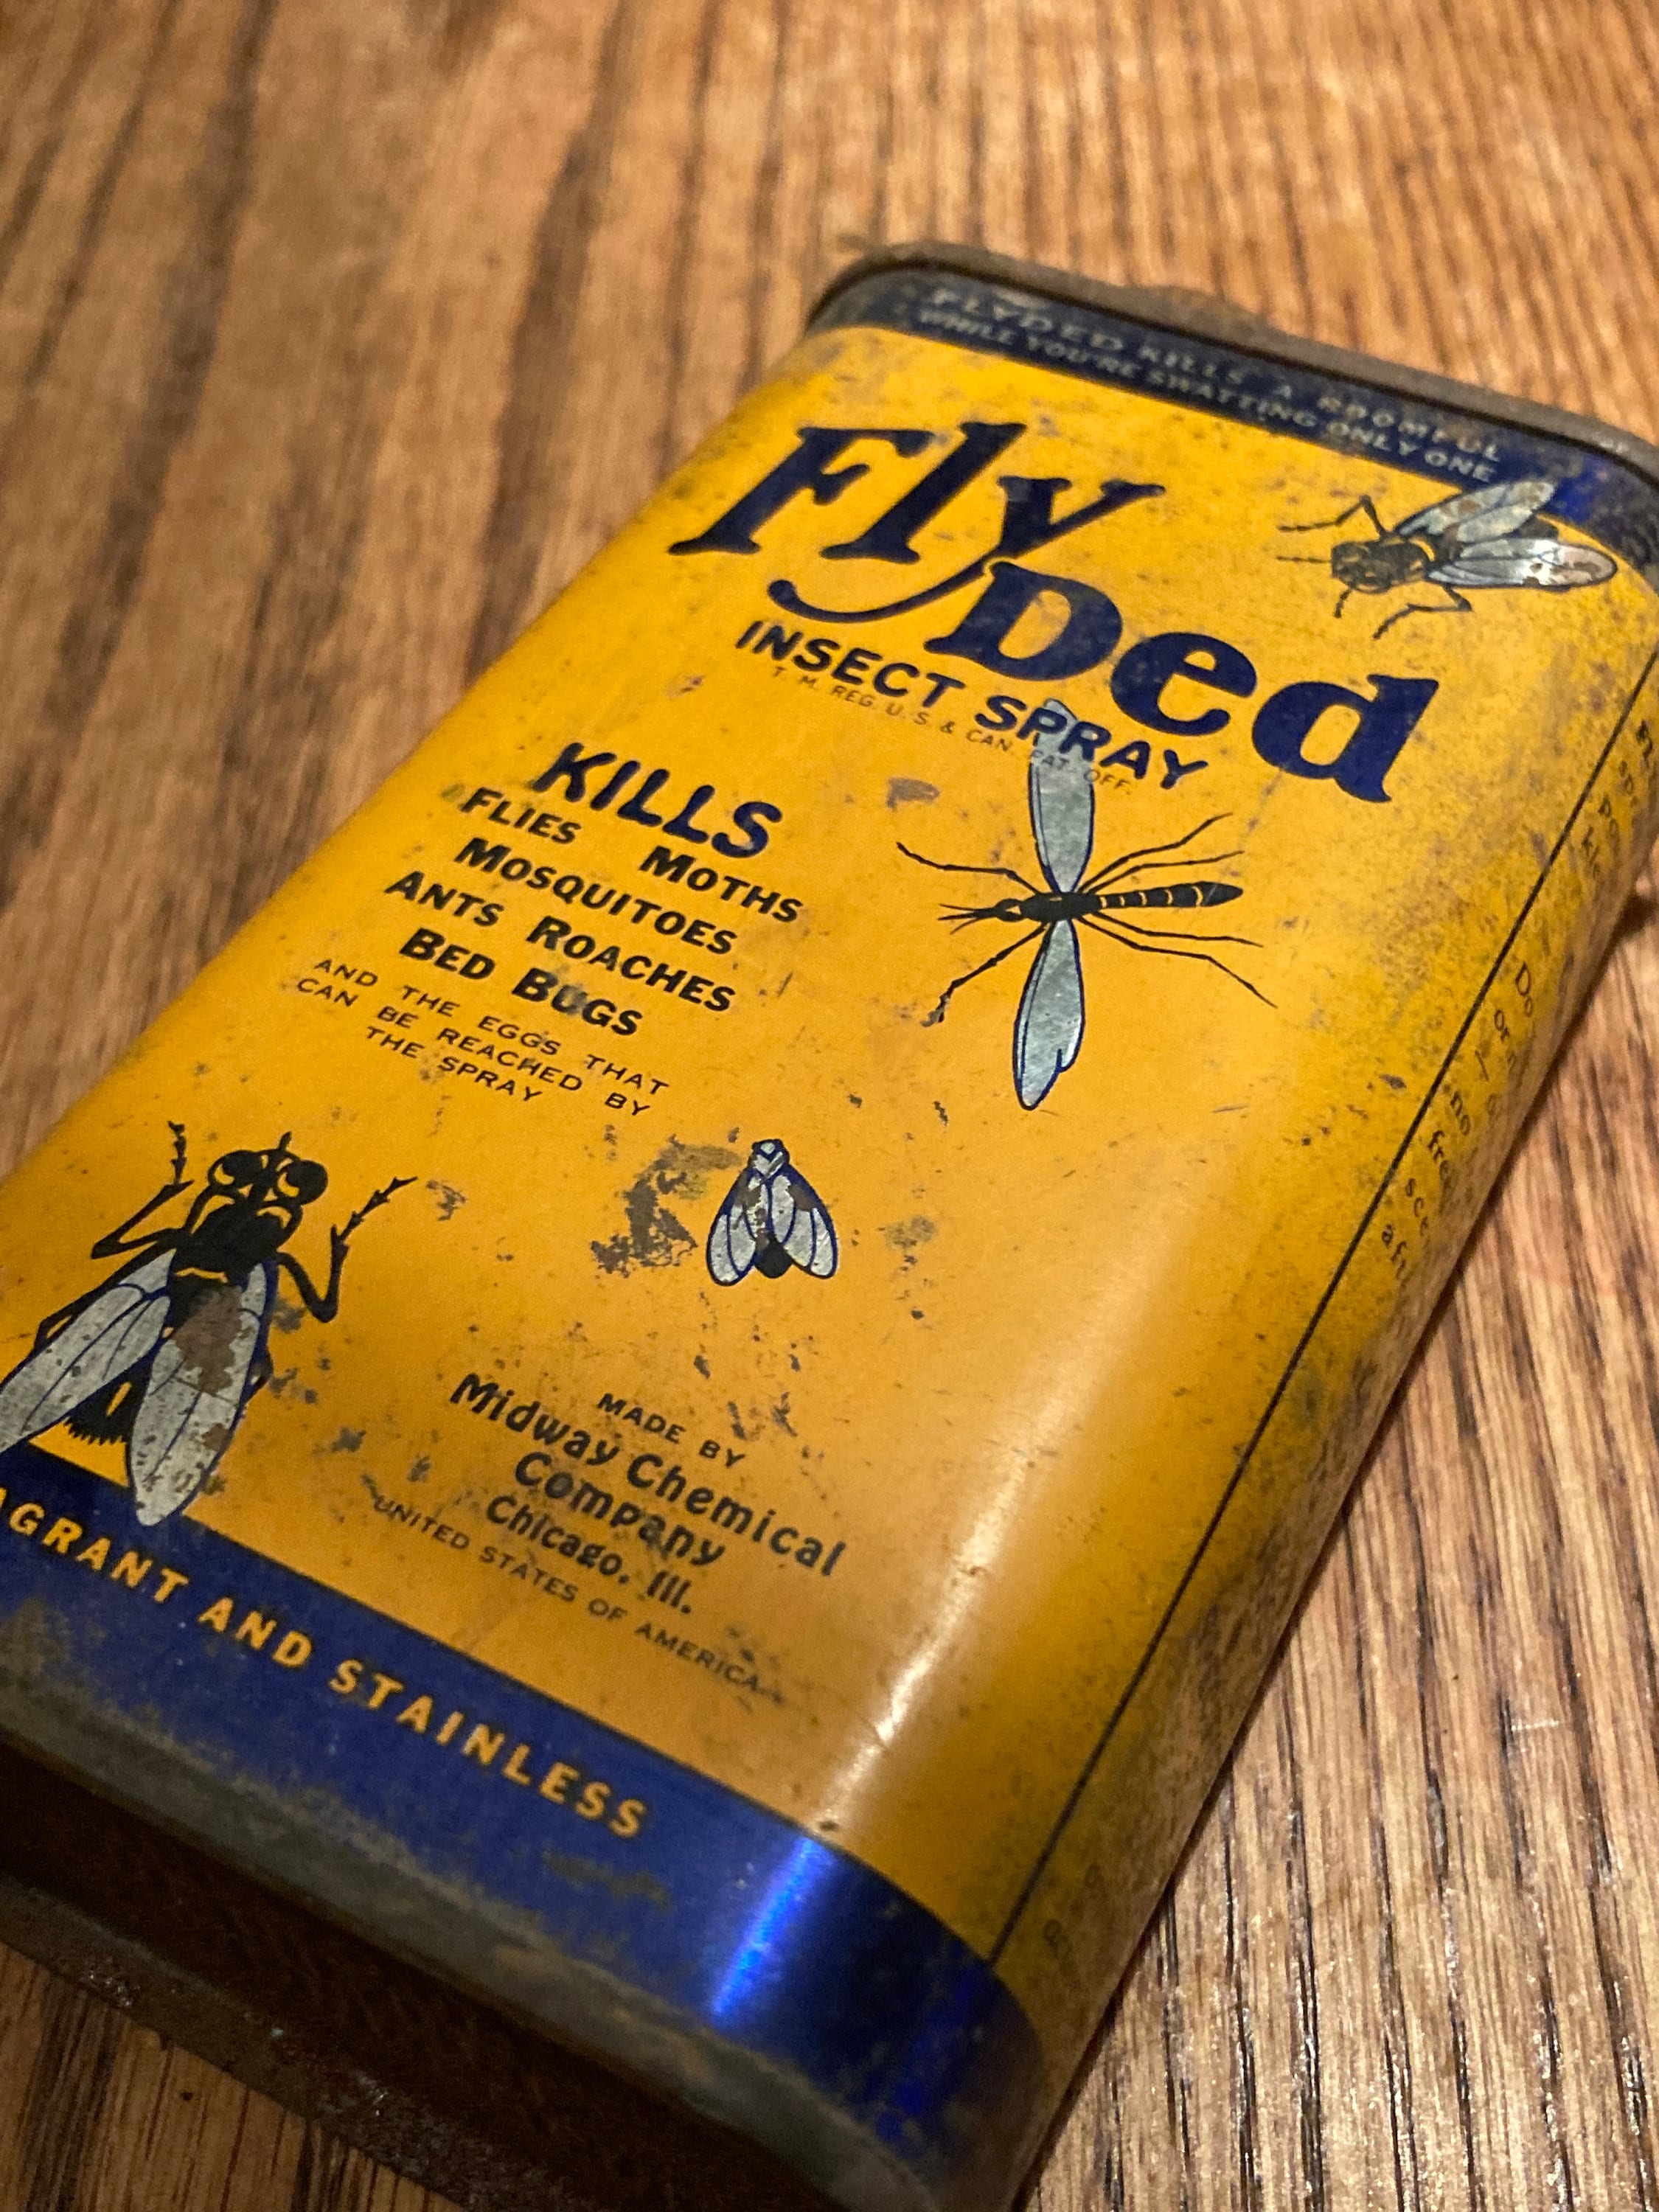 FLYDED KILLS A ROOMFUL
WHILE YOU'RE SWATTING ONLY ONE
Fly
Ded
INSECT SPRAY
T. M. REG. U. S. & CAN. PAT. OFF.
KILLS
FLIES MOTHS
MOSQUITOES
ANTS ROACHES
BED BUGS
AND THE EGGS THAT
CAN BE REACHED BY
THE SPRAY
MADE BY
Midway Chemical
Company
Chicago, Ill.
UNITED STATES OF AMERICA
AGRANT AND STAINLESS